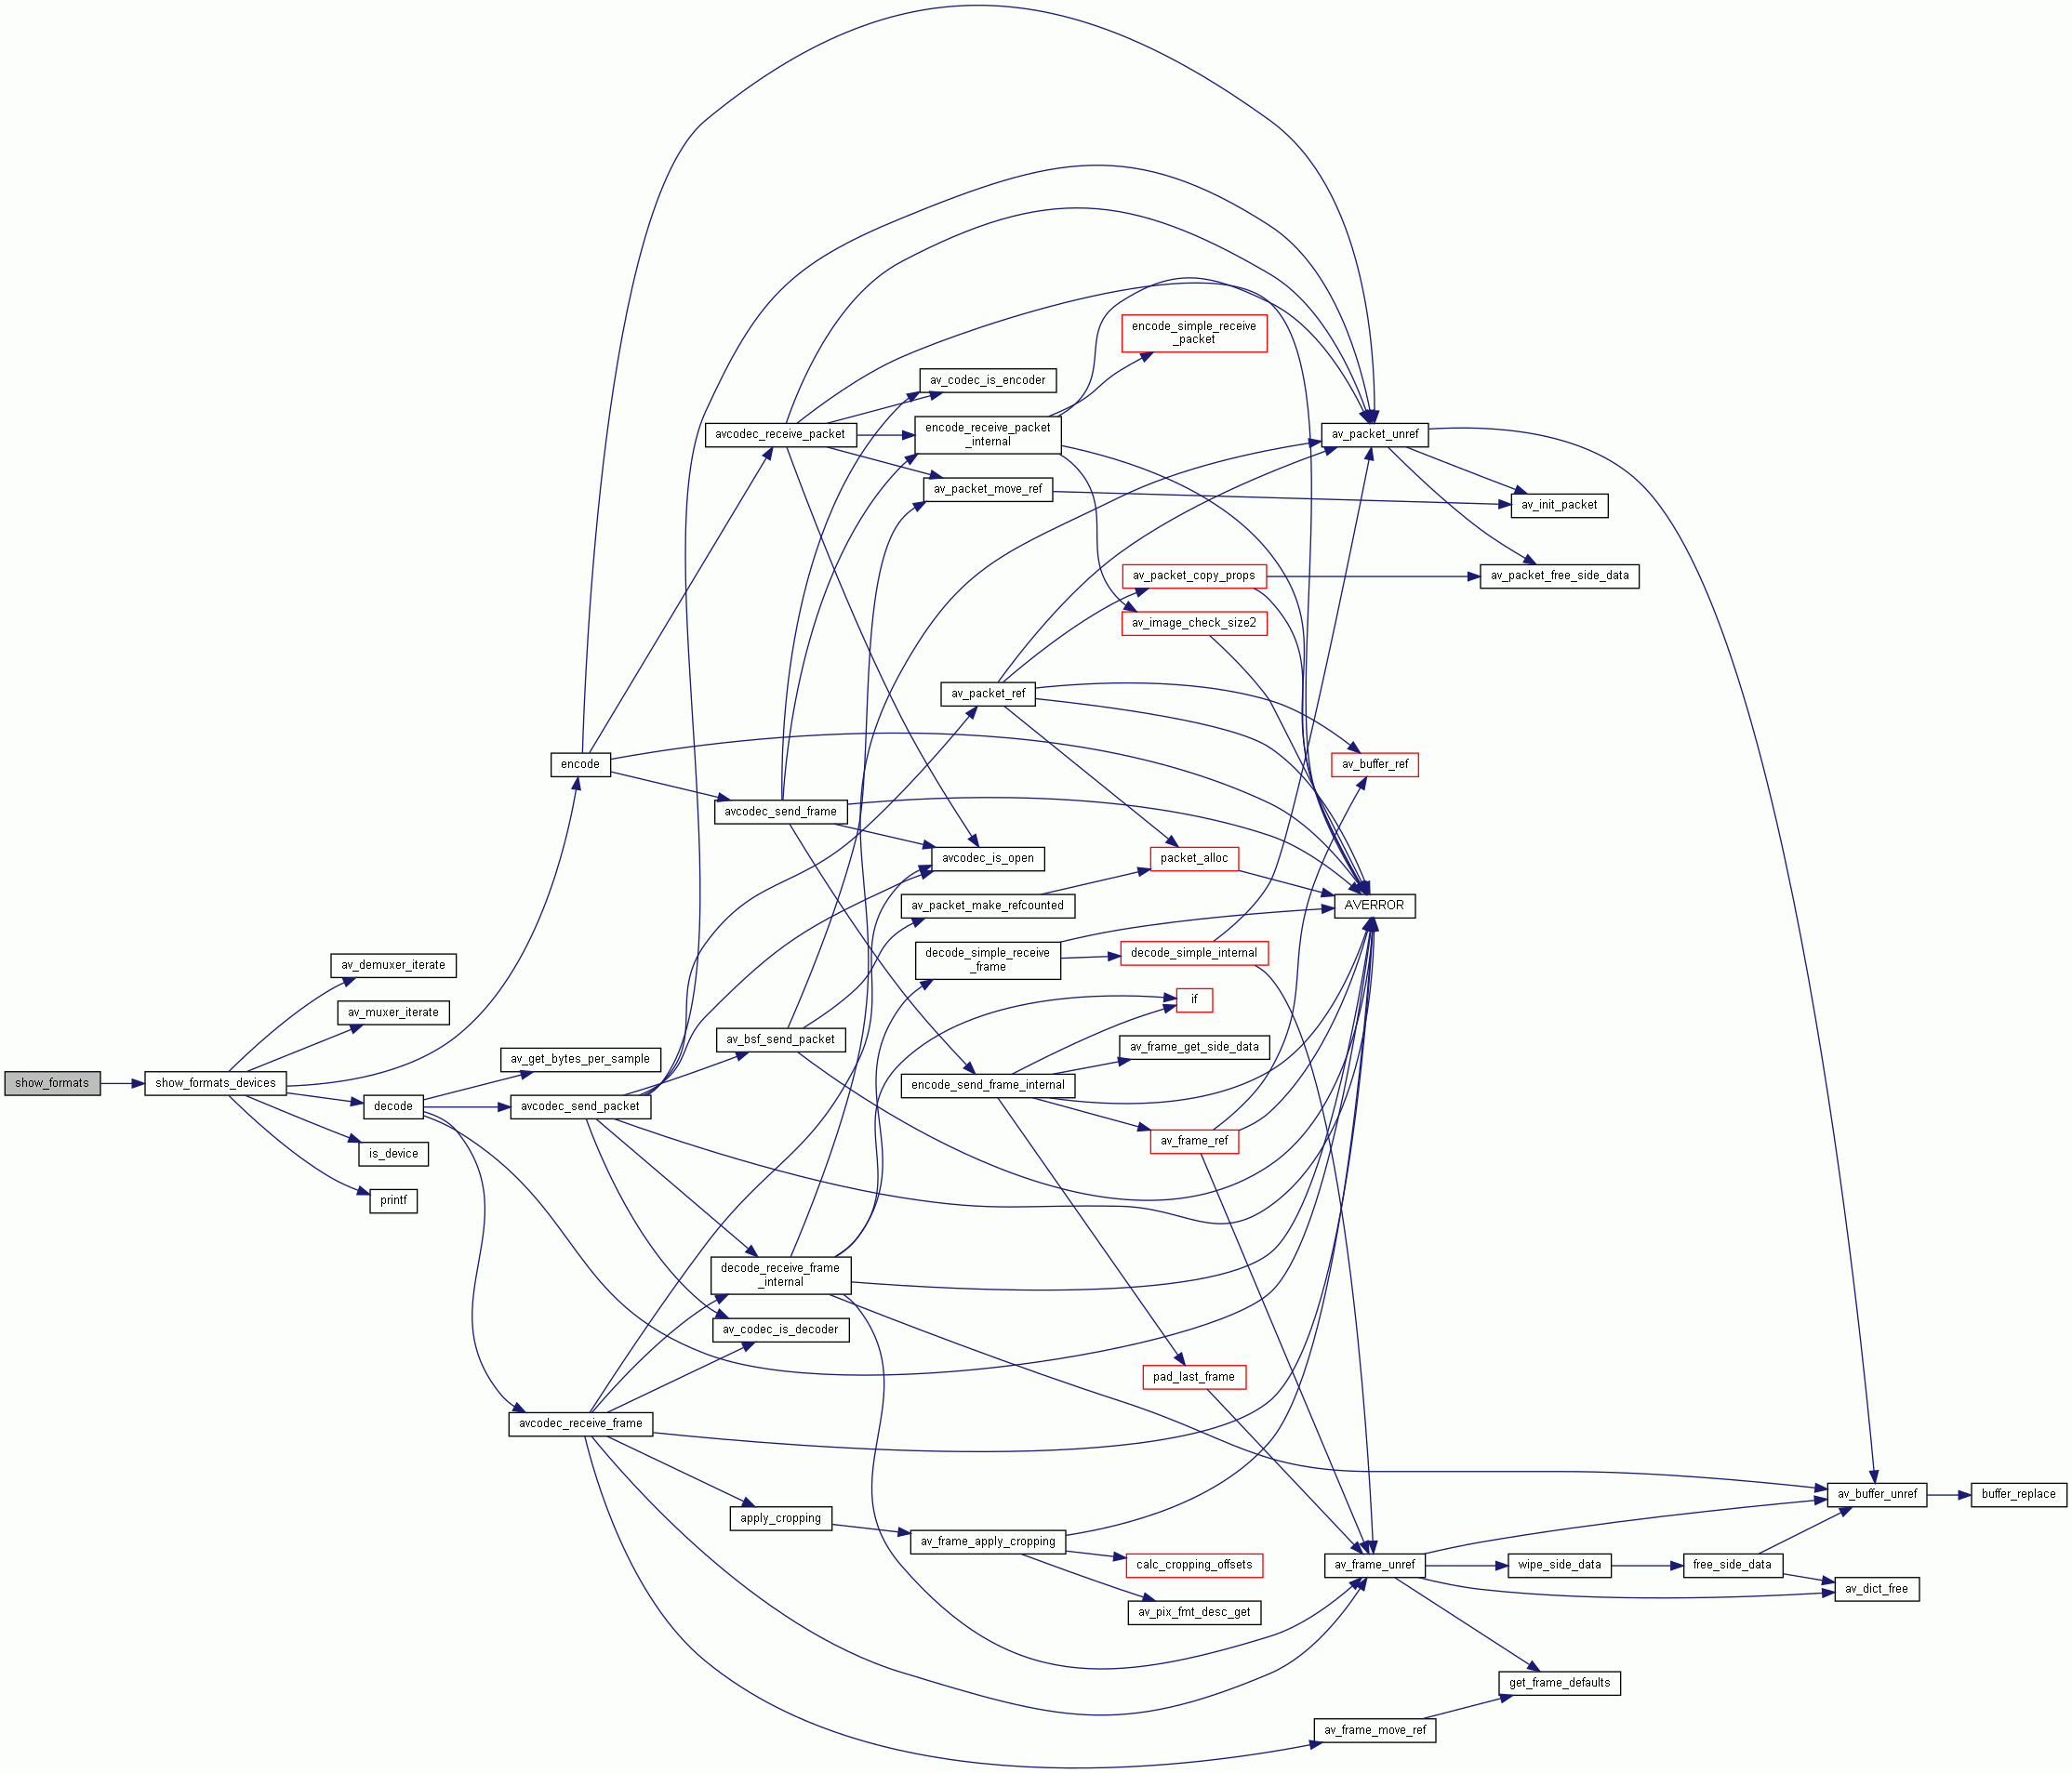 show_formats
show_formats_devices
av_demuxer_iterate
av_muxer_iterate
decode
is_device
printf
encode
av_get_bytes_per_sample
avcodec_send_packet
avcodec_receive_frame
avcodec_receive_packet
avcodec_send_frame
av_bsf_send_packet
decode_receive_frame
_internal
av_codec_is_decoder
apply_cropping
av_codec_is_encoder
encode_receive_packet
_internal
av_packet_move_ref
av_packet_ref
avcodec_is_open
av_packet_make_refcounted
decode_simple_receive
_frame
encode_send_frame_internal
av_frame_apply_cropping
encode_simple_receive
_packet
av_packet_copy_props
av_image_check_size2
packet_alloc
decode_simple_internal
if
av_frame_get_side_data
av_frame_ref
pad_last_frame
calc_cropping_offsets
av_pix_fmt_desc_get
av_packet_unref
av_buffer_ref
AVERROR
av_frame_unref
av_frame_move_ref
av_init_packet
av_packet_free_side_data
wipe_side_data
get_frame_defaults
free_side_data
av_buffer_unref
av_dict_free
buffer_replace